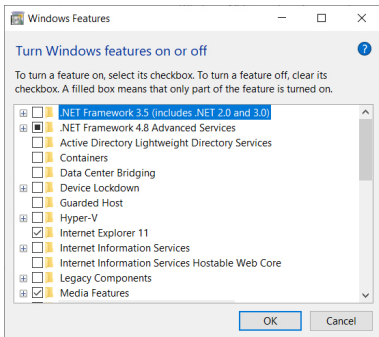 Windows Features
Turn Windows features on or off
?
To turn a feature on, select its checkbox. To turn a feature off, clear its
checkbox. A filled box means that only part of the feature is turned on.
.NET Framework 3.5 (includes .NET 2.0 and 3.0)
.NET Framework 4.8 Advanced Services
Active Directory Lightweight Directory Services
Containers
Data Center Bridging
Device Lockdown
Guarded Host
Hyper-V
Internet Explorer 11
Internet Information Services
Internet Information Services Hostable Web Core
Legacy Components
Media Features
OK
Cancel